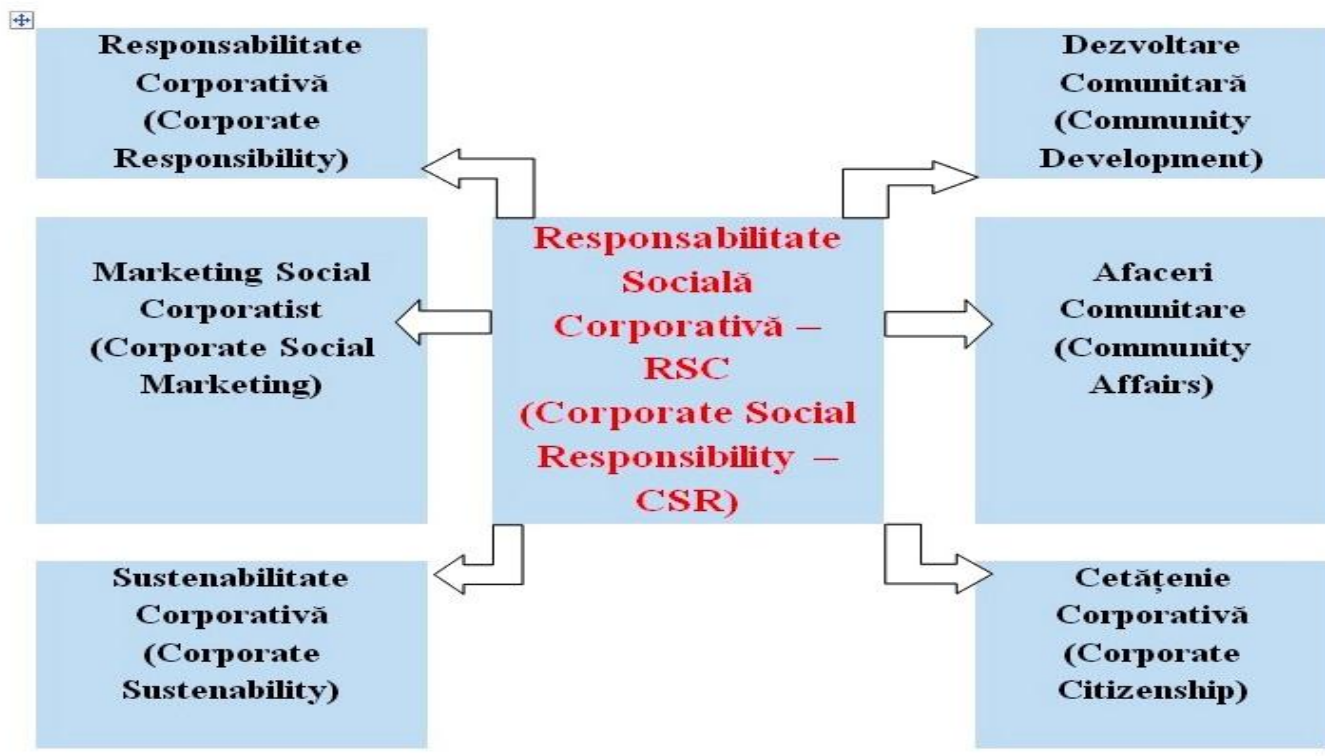 Responsabilitate
Corporativă
(Corporate
Responsibility)
Dezvoltare
Comunitară
(Community
Development)
Marketing Social
Corporatist
(Corporate Social
Marketing)
Responsabilitate
Socială
Corporativă –
RSC
(Corporate Social
Responsibility –
CSR)
Afaceri
Comunitare
(Community
Affairs)
Sustenabilitate
Corporativă
(Corporate
Sustenability)
Cetățenie
Corporativă
(Corporate
Citizenship)